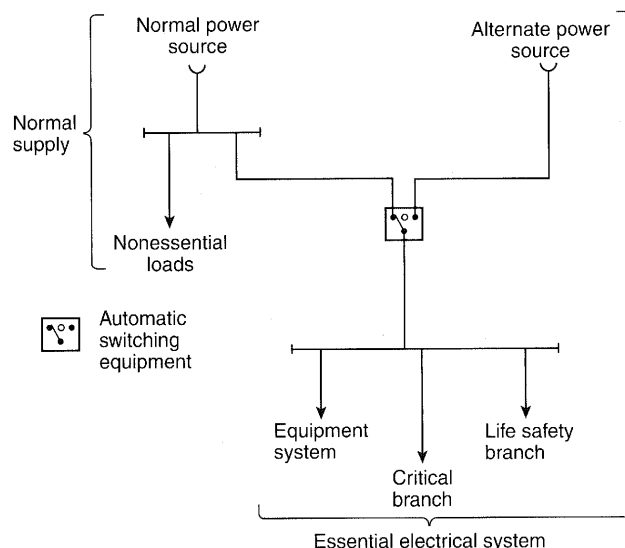 Normal power
source
Alternate power
source
Normal
supply
Nonessential
loads
Automatic
switching
equipment
Equipment
system
Life safety
branch
Critical
branch
Essential electrical system